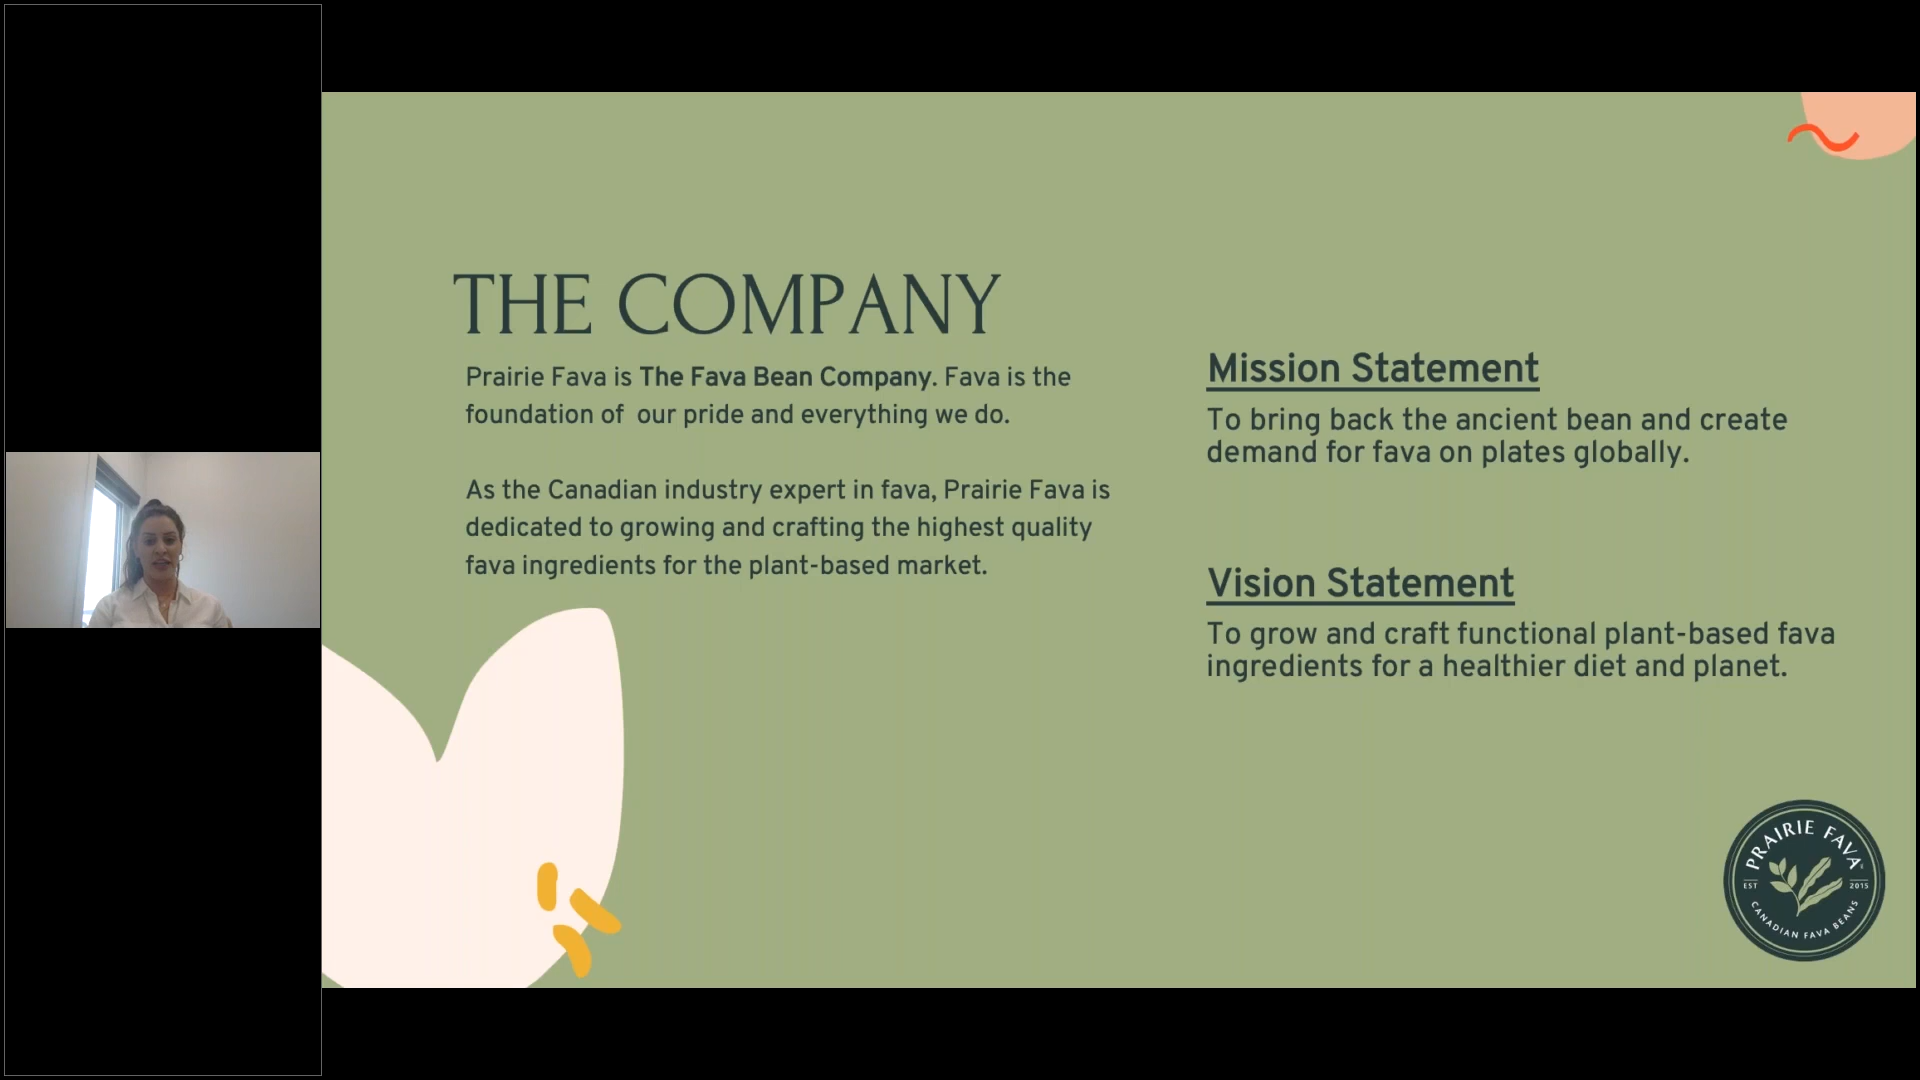 THE COMPANY
Prairie Fava is The Fava Bean Company. Fava is the
foundation of our pride and everything we do.
As the Canadian industry expert in fava, Prairie Fava is
dedicated to growing and crafting the highest quality
fava ingredients for the plant-based market.
Mission Statement
To bring back the ancient bean and create
demand for fava on plates globally.
Vision Statement
To grow and craft functional plant-based fava
ingredients for a healthier diet and planet.
PRAIRIE FAVA
EST 2015
CANADIAN FAVA BEANS